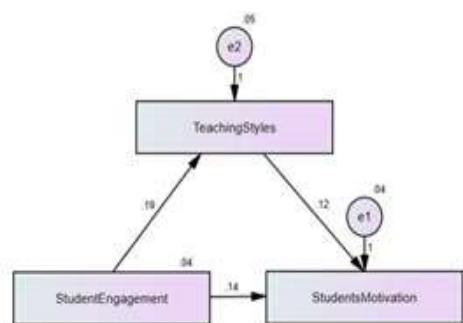 .05
e2
1
TeachingStyles
.19
.12
.04
e1
1
.04
StudentEngagement
.14
StudentsMotivation